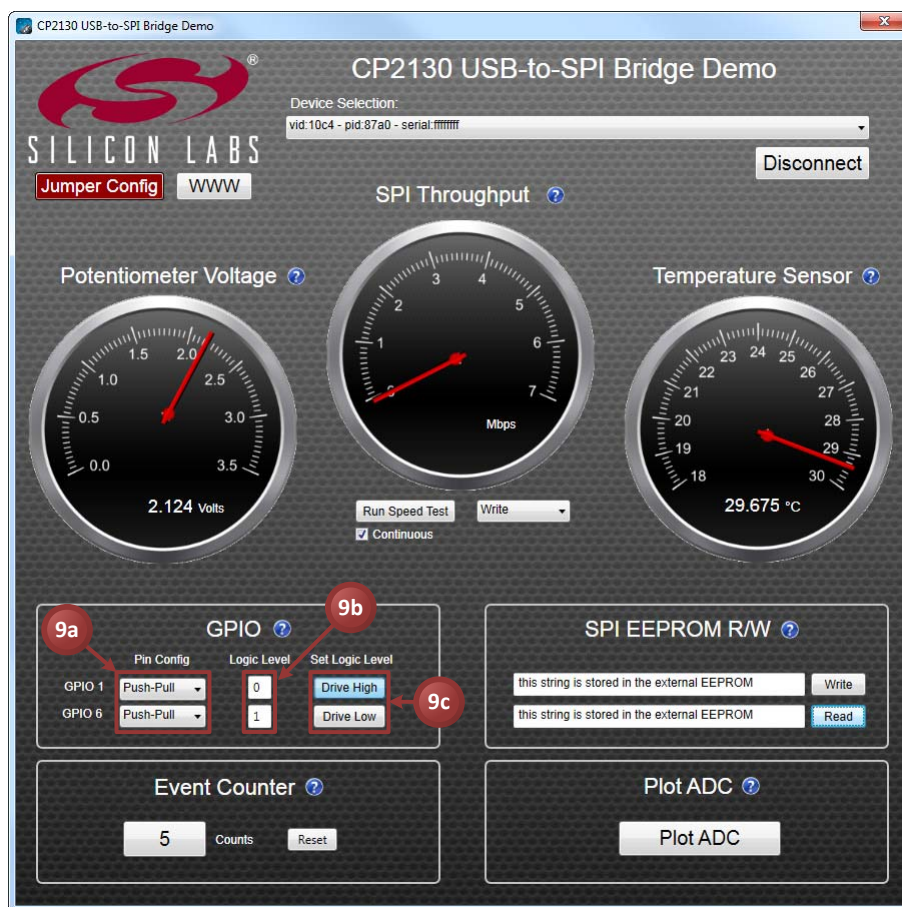 CP2130 USB-to-SPI Bridge Demo
x
®
SILICON LABS
CP2130 USB-to-SPI Bridge Demo
Device Selection:
vid:10c4 - pid:87a0 - serial:ffffffff
Disconnect
Jumper Config
WWW
SPI Throughput ?
0
1
2
3
4
5
6
7
Mbps
Run Speed Test
Write
Continuous
Potentiometer Voltage ?
0.0
0.5
1.0
1.5
2.0
2.5
3.0
3.5
2.124 Volts
Temperature Sensor ?
18
19
20
21
22
23
24
25
26
27
28
29
30
29.675 °C
9a
9b
9c
GPIO ?
Pin Config Logic Level Set Logic Level
GPIO 1 Push-Pull 0 Drive High
GPIO 6 Push-Pull 1 Drive Low
SPI EEPROM R/W ?
this string is stored in the external EEPROM Write
this string is stored in the external EEPROM Read
Event Counter ?
5 Counts Reset
Plot ADC ?
Plot ADC